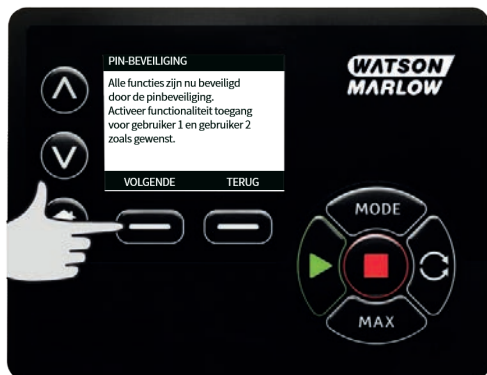 PIN-BEVEILIGING
Alle functies zijn nu beveiligd
door de pinbeveiliging.
Activeer functionaliteit toegang
voor gebruiker 1 en gebruiker 2
zoals gewenst.
VOLGENDE TERUG
WATSON
MARLOW
MODE
MAX